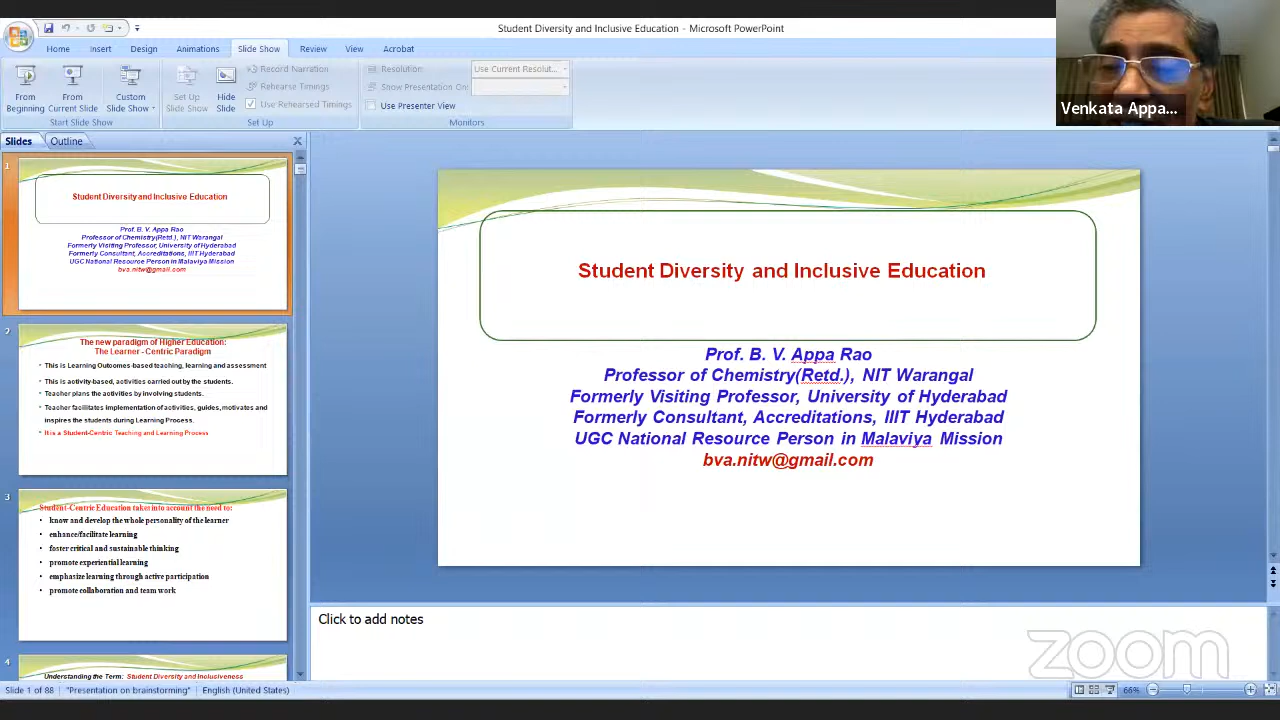 Student Diversity and Inclusive Education - Microsoft PowerPoint
Home Insert Design Animations Slide Show Review View Acrobat
From Beginning
From Current Slide
Custom Slide Show
Start Slide Show
Set Up Slide Show
Hide Slide
Record Narration
Rehearse Timings
Use Rehearsed Timings
Set Up
Resolution:
Use Current Resolut...
Show Presentation On:
Use Presenter View
Monitors
Venkata Appa...
Slides Outline
1
Student Diversity and Inclusive Education
Prof. B. V. Appa Rao
Professor of Chemistry(Retd.), NIT Warangal
Formerly Visiting Professor, University of Hyderabad
Formerly Consultant, Accreditations, IIIT Hyderabad
UGC National Resource Person in Malaviya Mission
bva.nitw@gmail.com
2
The new paradigm of Higher Education:
The Learner - Centric Paradigm
• This is Learning Outcomes-based teaching, learning and assessment
• This is activity-based, activities carried out by the students.
• Teacher plans the activities by involving students.
• Teacher facilitates implementation of activities, guides, motivates and
inspires the students during Learning Process.
• It is a Student-Centric Teaching and Learning Process
3
Student-Centric Education takes into account the need to:
• know and develop the whole personality of the learner
• enhance/facilitate learning
• foster critical and sustainable thinking
• promote experiential learning
• emphasize learning through active participation
• promote collaboration and team work
4
Understanding the Term: Student Diversity and Inclusiveness
Student Diversity and Inclusive Education
Prof. B. V. Appa Rao
Professor of Chemistry(Retd.), NIT Warangal
Formerly Visiting Professor, University of Hyderabad
Formerly Consultant, Accreditations, IIIT Hyderabad
UGC National Resource Person in Malaviya Mission
bva.nitw@gmail.com
Click to add notes
zoom
Slide 1 of 88 "Presentation on brainstorming" English (United States)
66%